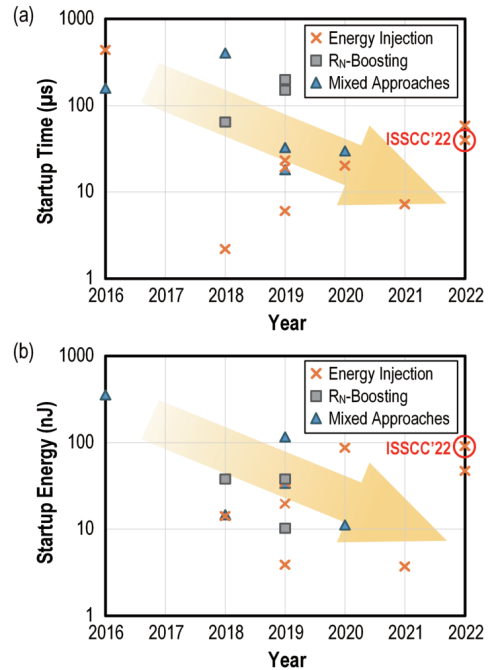 (a)
Energy Injection
R_N-Boosting
Mixed Approaches
1000
100
10
1
Startup Time (µs)
ISSCC'22
2016 2017 2018 2019 2020 2021 2022
Year
(b)
Energy Injection
R_N-Boosting
Mixed Approaches
1000
100
10
1
Startup Energy (nJ)
ISSCC'22
2016 2017 2018 2019 2020 2021 2022
Year